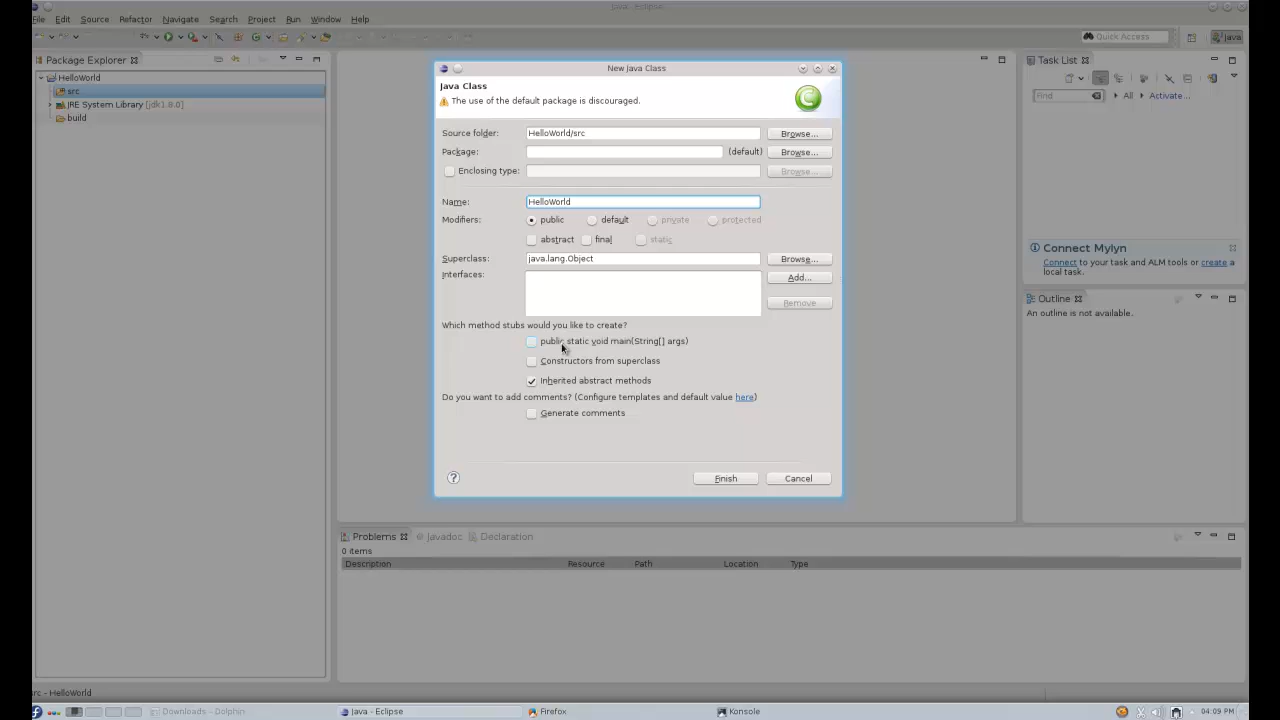 Java - Eclipse
File Edit Source Refactor Navigate Search Project Run Window Help
Quick Access
Java
Package Explorer
HelloWorld
src
JRE System Library [jdk1.8.0]
build
New Java Class
Java Class
The use of the default package is discouraged.
Source folder: HelloWorld/src Browse...
Package: (default) Browse...
Enclosing type: Browse...
Name: HelloWorld
Modifiers: public default private protected
abstract final static
Superclass: java.lang.Object Browse...
Interfaces: Add...
Remove
Which method stubs would you like to create?
public static void main(String[] args)
Constructors from superclass
Inherited abstract methods
Do you want to add comments? (Configure templates and default value here)
Generate comments
? Finish Cancel
Task List
Find All Activate...
Connect Mylyn
Connect to your task and ALM tools or create a
local task.
Outline
An outline is not available.
Problems Javadoc Declaration
0 items
Description Resource Path Location Type
src - HelloWorld
Downloads - Dolphin Java - Eclipse Firefox Konsole 04:09 PM